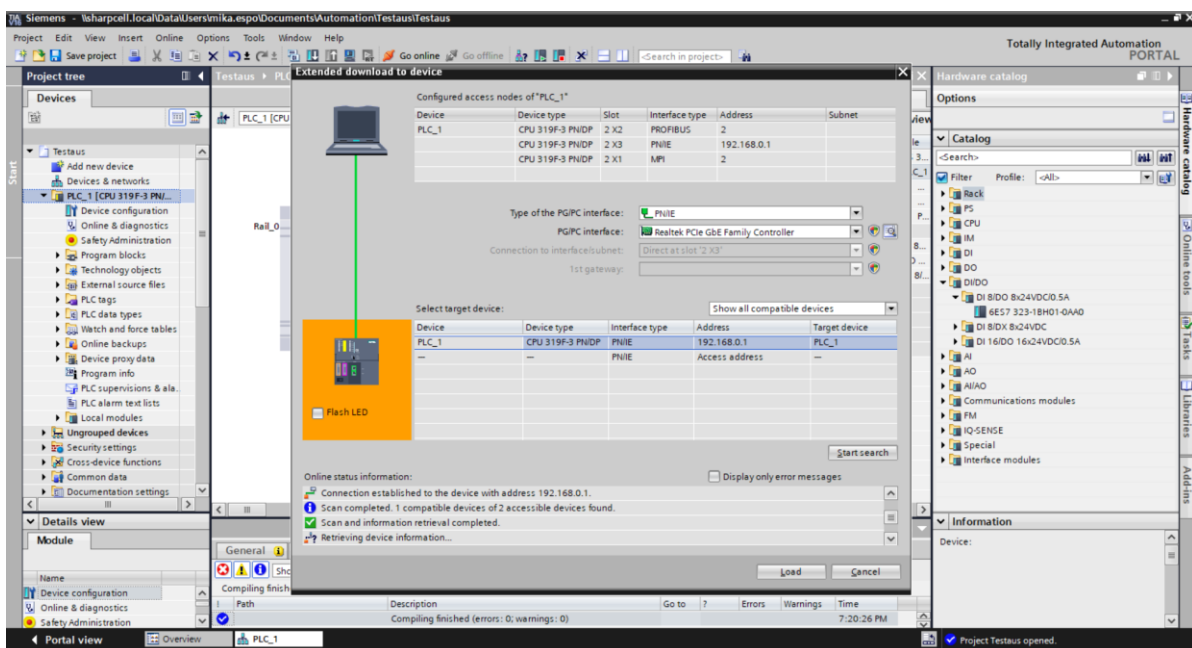 Siemens - \\sharpcell.local\Data\Users\mika.espo\Documents\Automation\Testaus\Testaus
Project Edit View Insert Online Options Tools Window Help
Totally Integrated Automation
PORTAL
Save project
Go online
Go offline
<Search in project>
Project tree
Devices
Testaus
Add new device
Devices & networks
PLC_1 [CPU 319F-3 PN/...
Device configuration
Online & diagnostics
Safety Administration
Program blocks
Technology objects
External source files
PLC tags
PLC data types
Watch and force tables
Online backups
Device proxy data
Program info
PLC supervisions & ala..
PLC alarm text lists
Local modules
Ungrouped devices
Security settings
Cross-device functions
Common data
Documentation settings
Details view
Module
Name
Device configuration
Online & diagnostics
Safety Administration
Start
Testaus
PLC_1 [CPU
Rail_0
Extended download to device
Configured access nodes of "PLC_1"
Device Device type Slot Interface type Address Subnet
PLC_1 CPU 319F-3 PN/DP 2 X2 PROFIBUS 2
CPU 319F-3 PN/DP 2 X3 PN/IE 192.168.0.1
CPU 319F-3 PN/DP 2 X1 MPI 2
Type of the PG/PC interface: PN/IE
PG/PC interface: Realtek PCIe GbE Family Controller
Connection to interface/subnet: Direct at slot '2 X3'
1st gateway:
Select target device: Show all compatible devices
Device Device type Interface type Address Target device
PLC_1 CPU 319F-3 PN/DP PN/IE 192.168.0.1 PLC_1
— — PN/IE Access address —
Flash LED
Start search
Online status information:
Display only error messages
Connection established to the device with address 192.168.0.1.
Scan completed. 1 compatible devices of 2 accessible devices found.
Scan and information retrieval completed.
Retrieving device information...
Load Cancel
General
Compiling finish
Path Description Go to ? Errors Warnings Time
Compiling finished (errors: 0; warnings: 0) 7:20:26 PM
Hardware catalog
Options
Catalog
<Search>
Filter Profile: <All>
Rack
PS
CPU
IM
DI
DO
DI/DO
DI 8/DO 8x24VDC/0.5A
6ES7 323-1BH01-0AA0
DI 8/DX 8x24VDC
DI 16/DO 16x24VDC/0.5A
AI
AO
AI/AO
Communications modules
FM
IQ-SENSE
Special
Interface modules
Information
Device:
Hardware catalog
Online tools
Tasks
Libraries
Add-ins
Portal view
Overview
PLC_1
Project Testaus opened.